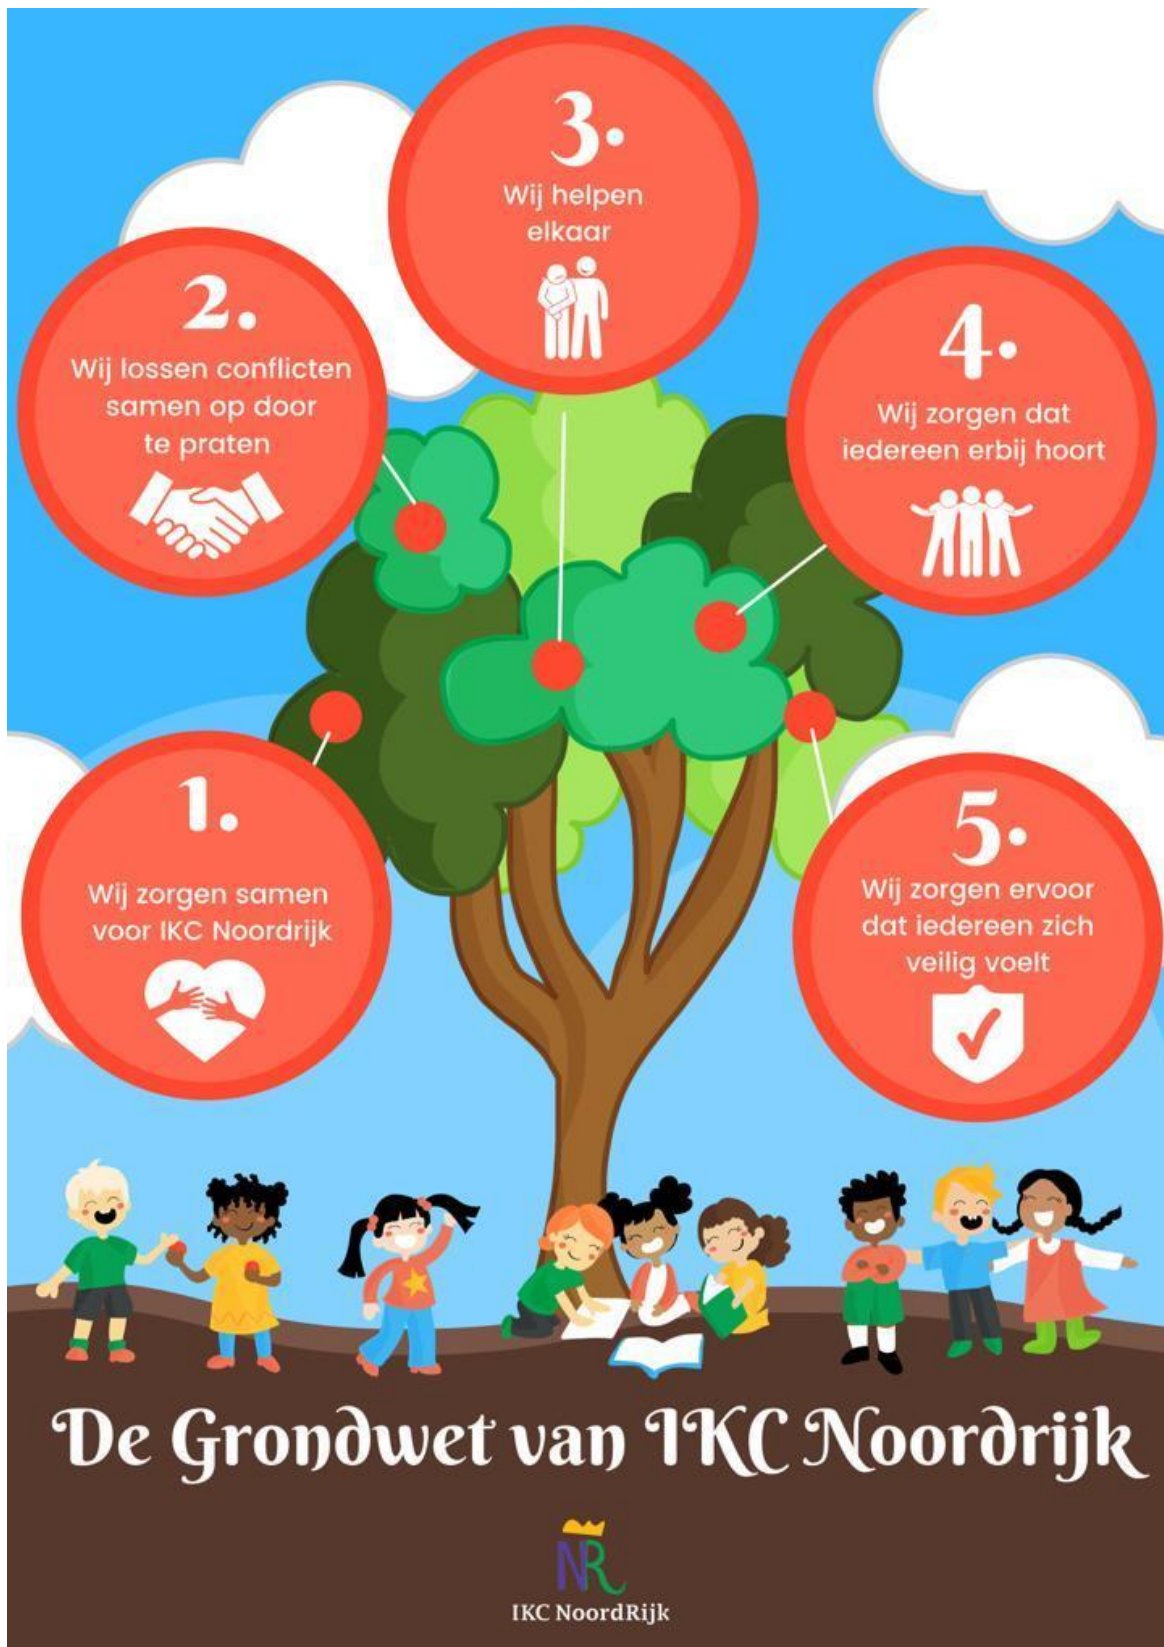 3.
Wij helpen
elkaar
2.
Wij lossen conflicten
samen op door
te praten
4.
Wij zorgen dat
iedereen erbij hoort
1.
Wij zorgen samen
voor IKC Noordrijk
5.
Wij zorgen ervoor
dat iedereen zich
veilig voelt
De Grondwet van IKC Noordrijk
NR
IKC NoordRijk